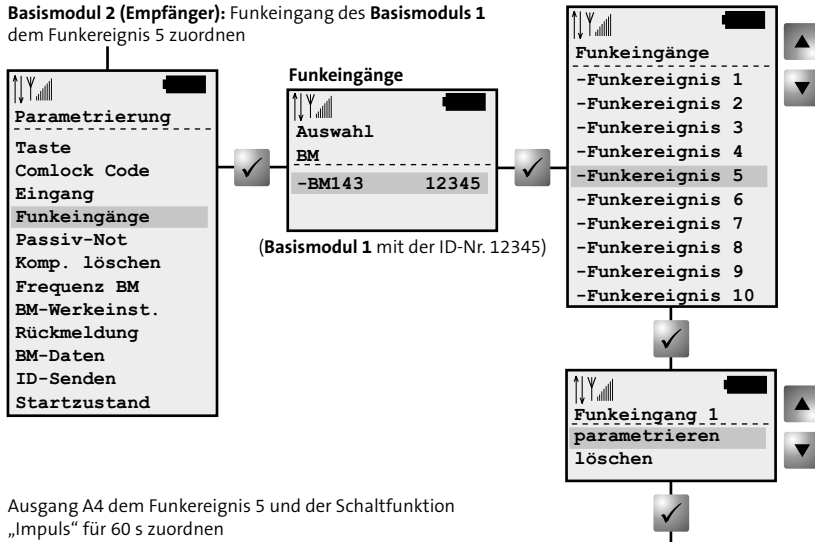 Basismodul 2 (Empfänger): Funkeingang des Basismoduls 1
dem Funkereignis 5 zuordnen
Parametrierung
Taste
Comlock Code
Eingang
Funkeingänge
Passiv-Not
Komp. löschen
Frequenz BM
BM-Werkeinst.
Rückmeldung
BM-Daten
ID-Senden
Startzustand
Funkeingänge
Auswahl
BM
-BM143 12345
(Basismodul 1 mit der ID-Nr. 12345)
Funkeingänge
-Funkereignis 1
-Funkereignis 2
-Funkereignis 3
-Funkereignis 4
-Funkereignis 5
-Funkereignis 6
-Funkereignis 7
-Funkereignis 8
-Funkereignis 9
-Funkereignis 10
Funkeingang 1
parametrieren
löschen
Ausgang A4 dem Funkereignis 5 und der Schaltfunktion
„Impuls“ für 60 s zuordnen